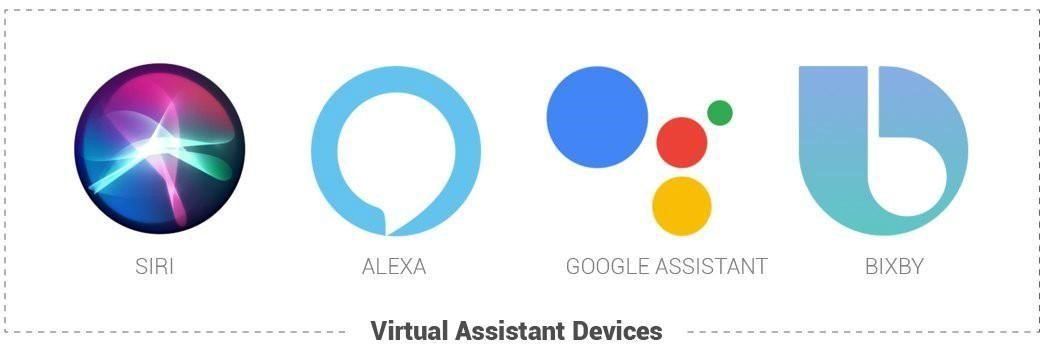 SIRI
ALEXA
GOOGLE ASSISTANT
BIXBY
Virtual Assistant Devices